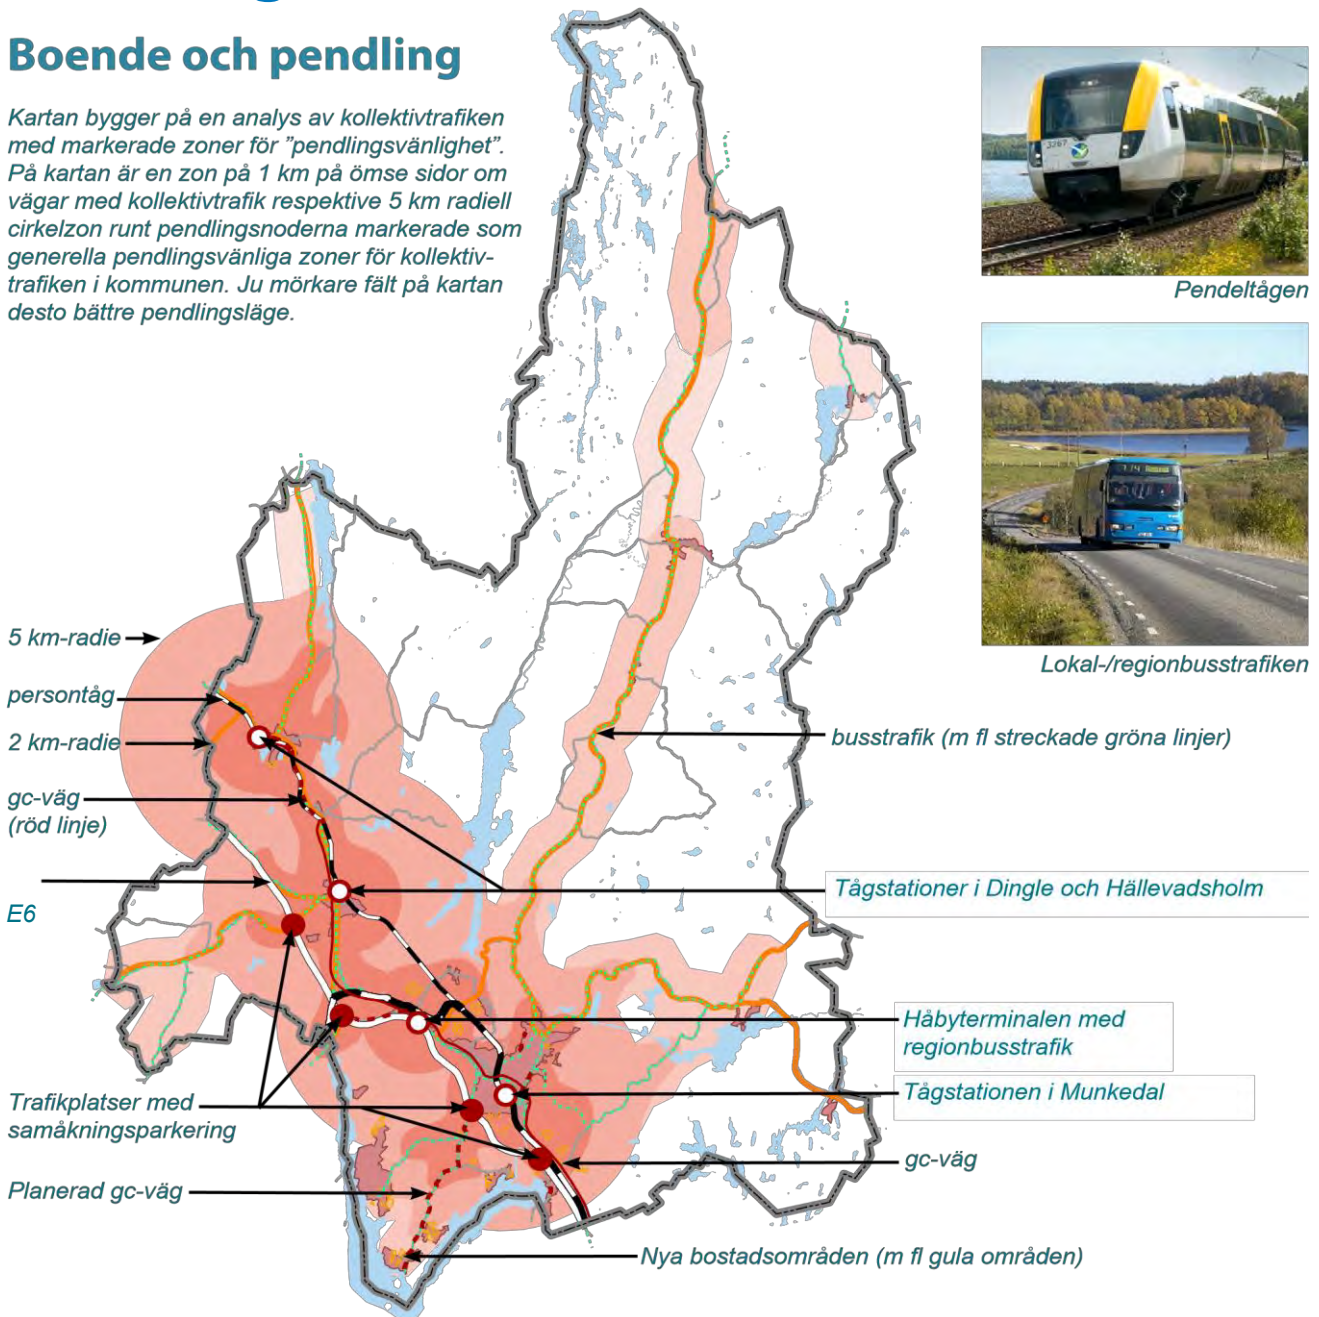 Boende och pendling
Kartan bygger på en analys av kollektivtrafiken
med markerade zoner för ”pendlingsvänlighet”.
På kartan är en zon på 1 km på ömse sidor om
vägar med kollektivtrafik respektive 5 km radiell
cirkelzon runt pendlingsnoderna markerade som
generella pendlingsvänliga zoner för kollektiv-
trafiken i kommunen. Ju mörkare fält på kartan
desto bättre pendlingsläge.
3267
Pendeltågen
Lokal-/regionbusstrafiken
5 km-radie
persontåg
2 km-radie
busstrafik (m fl streckade gröna linjer)
gc-väg
(röd linje)
Tågstationer i Dingle och Hällevadsholm
E6
Håbyterminalen med
regionbusstrafik
Tågstationen i Munkedal
Trafikplatser med
samåkningsparkering
gc-väg
Planerad gc-väg
Nya bostadsområden (m fl gula områden)